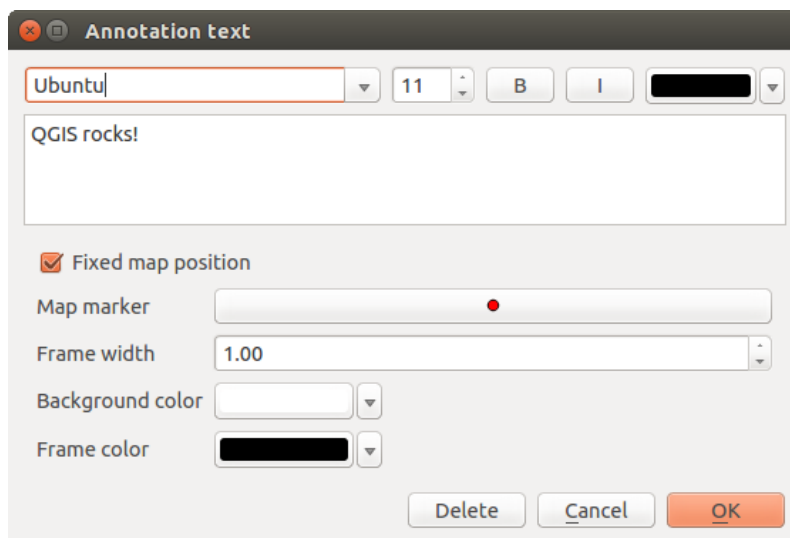 Annotation text
Ubuntu 11 B I
QGIS rocks!
Fixed map position
Map marker
Frame width 1.00
Background color
Frame color
Delete Cancel OK